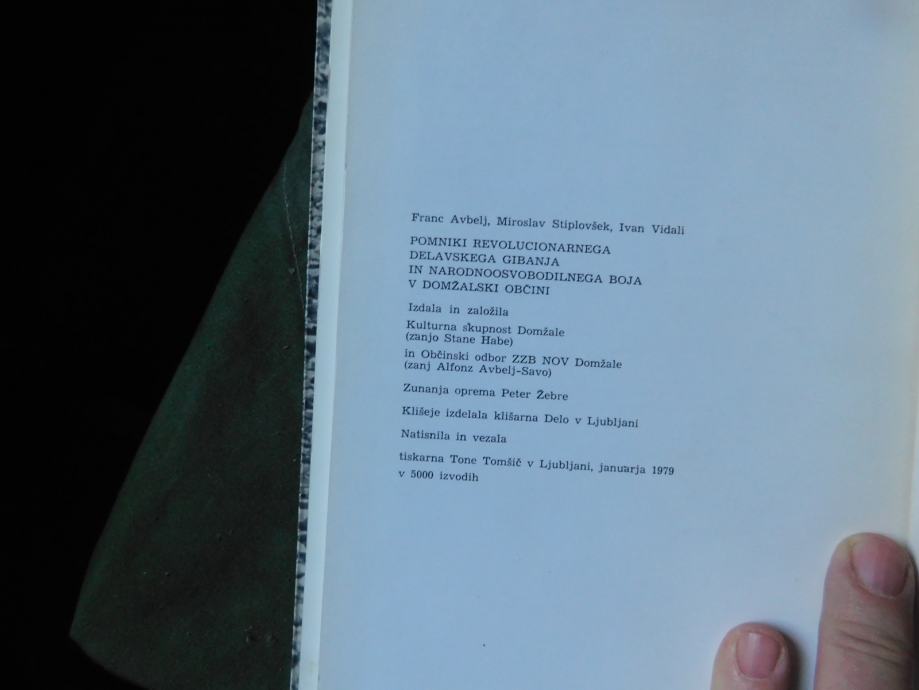 Franc Avbelj, Miroslav Stiplovšek, Ivan Vidali
POMNIKI REVOLUCIONARNEGA
DELAVSKEGA GIBANJA
IN NARODNOOSVOBODILNEGA BOJA
V DOMŽALSKI OBČINI
Izdala in založila
Kulturna skupnost Domžale
(zanjo Stane Habe)
in Občinski odbor ZZB NOV Domžale
(zanj Alfonz Avbelj-Savo)
Zunanja oprema Peter Žebre
Klišeje izdelala klišarna Delo v Ljubljani
Natisnila in vezala
tiskarna Tone Tomšič v Ljubljani, januarja 1979
v 5000 izvodih